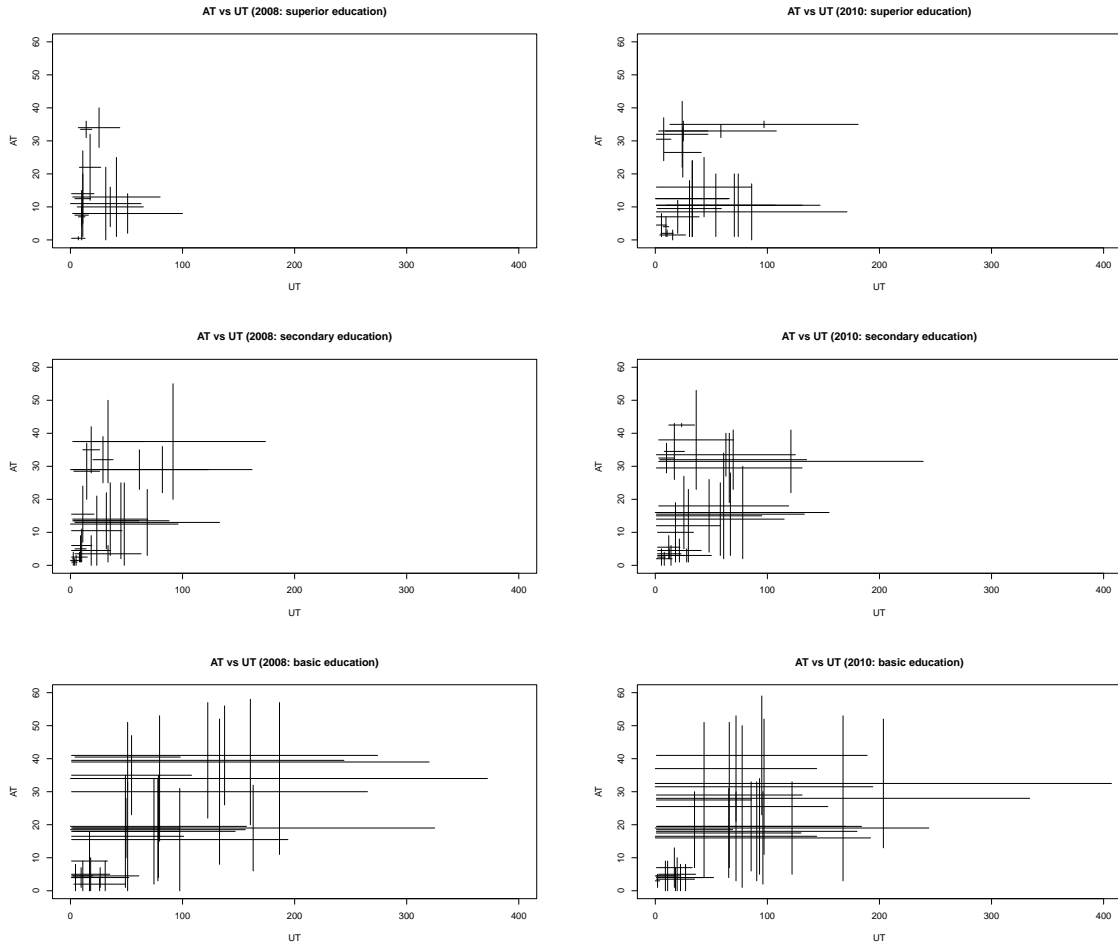 AT vs UT (2008: superior education)
AT
0 10 20 30 40 50 60
0 100 200 300 400
UT
AT vs UT (2010: superior education)
AT
0 10 20 30 40 50 60
0 100 200 300 400
UT
AT vs UT (2008: secondary education)
AT
0 10 20 30 40 50 60
0 100 200 300 400
UT
AT vs UT (2010: secondary education)
AT
0 10 20 30 40 50 60
0 100 200 300 400
UT
AT vs UT (2008: basic education)
AT
0 10 20 30 40 50 60
0 100 200 300 400
UT
AT vs UT (2010: basic education)
AT
0 10 20 30 40 50 60
0 100 200 300 400
UT